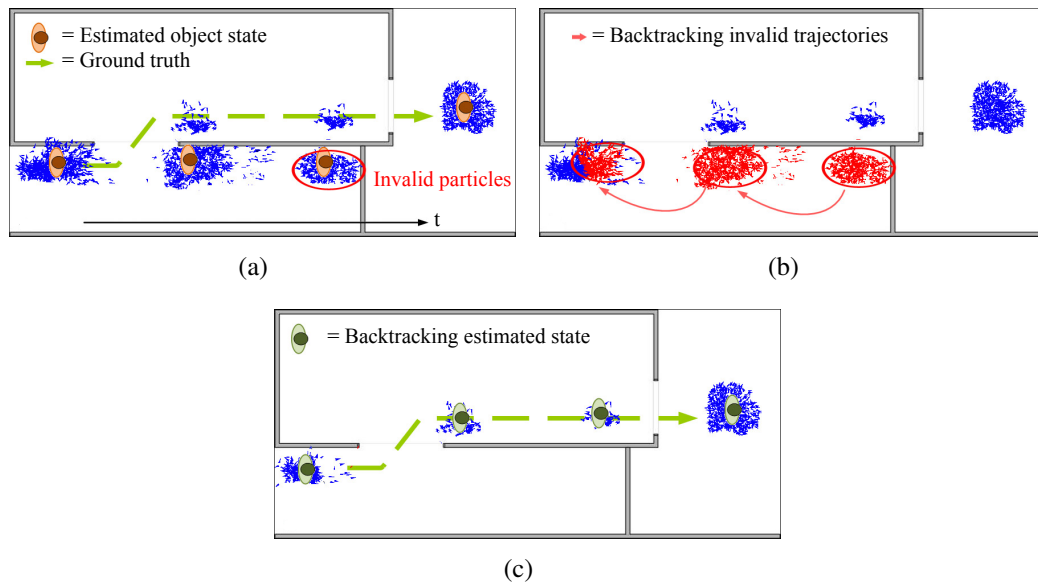 = Estimated object state
= Ground truth
Invalid particles
t
(a)
= Backtracking invalid trajectories
(b)
= Backtracking estimated state
(c)